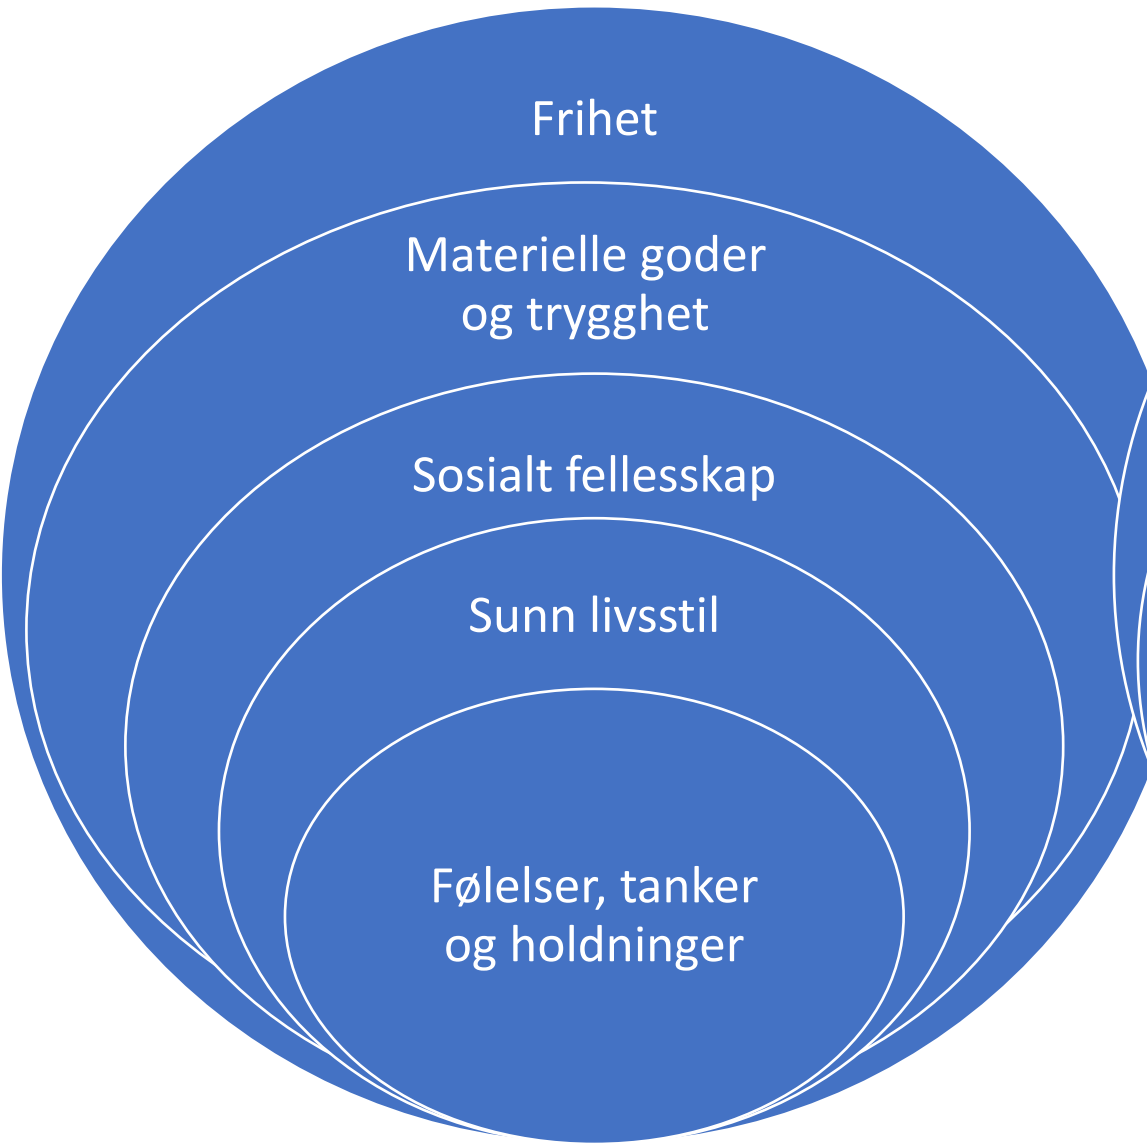 Frihet
Materielle goder
og trygghet
Sosialt fellesskap
Sunn livsstil
Følelser, tanker
og holdninger